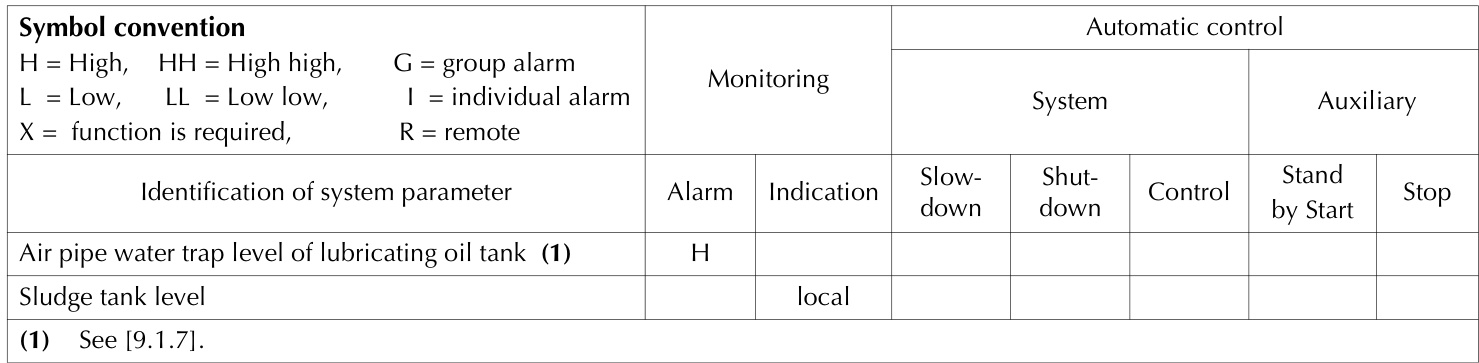 Symbol convention
H = High, HH = High high, G = group alarm
L = Low, LL = Low low, I = individual alarm
X = function is required, R = remote
Monitoring
Automatic control
System
Auxiliary
Identification of system parameter
Alarm
Indication
Slow-
down
Shut-
down
Control
Stand
by Start
Stop
Air pipe water trap level of lubricating oil tank (1) H
Sludge tank level local
(1) See [9.1.7].